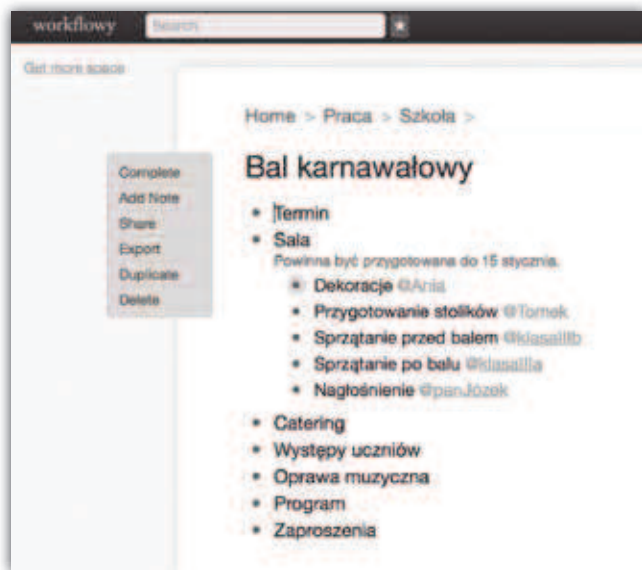 workflowy
Search
Get more space
Home > Praca > Szkoła >
Complete
Add Note
Share
Export
Duplicate
Delete
Bal karnawałowy
Termin
Sala
Powinna być przygotowana do 15 stycznia.
Dekoracje @Ania
Przygotowanie stolików @Tomek
Sprzątanie przed balem @klasaIIIb
Sprzątanie po balu @klasaIIIa
Nagłośnienie @panJózek
Catering
Występy uczniów
Oprawa muzyczna
Program
Zaproszenia